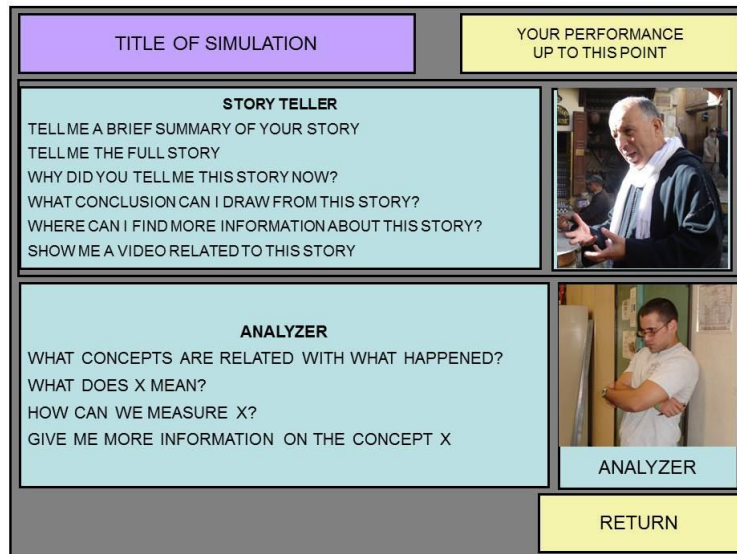 TITLE OF SIMULATION
YOUR PERFORMANCE
UP TO THIS POINT
STORY TELLER
TELL ME A BRIEF SUMMARY OF YOUR STORY
TELL ME THE FULL STORY
WHY DID YOU TELL ME THIS STORY NOW?
WHAT CONCLUSION CAN I DRAW FROM THIS STORY?
WHERE CAN I FIND MORE INFORMATION ABOUT THIS STORY?
SHOW ME A VIDEO RELATED TO THIS STORY
ANALYZER
WHAT CONCEPTS ARE RELATED WITH WHAT HAPPENED?
WHAT DOES X MEAN?
HOW CAN WE MEASURE X?
GIVE ME MORE INFORMATION ON THE CONCEPT X
ANALYZER
RETURN